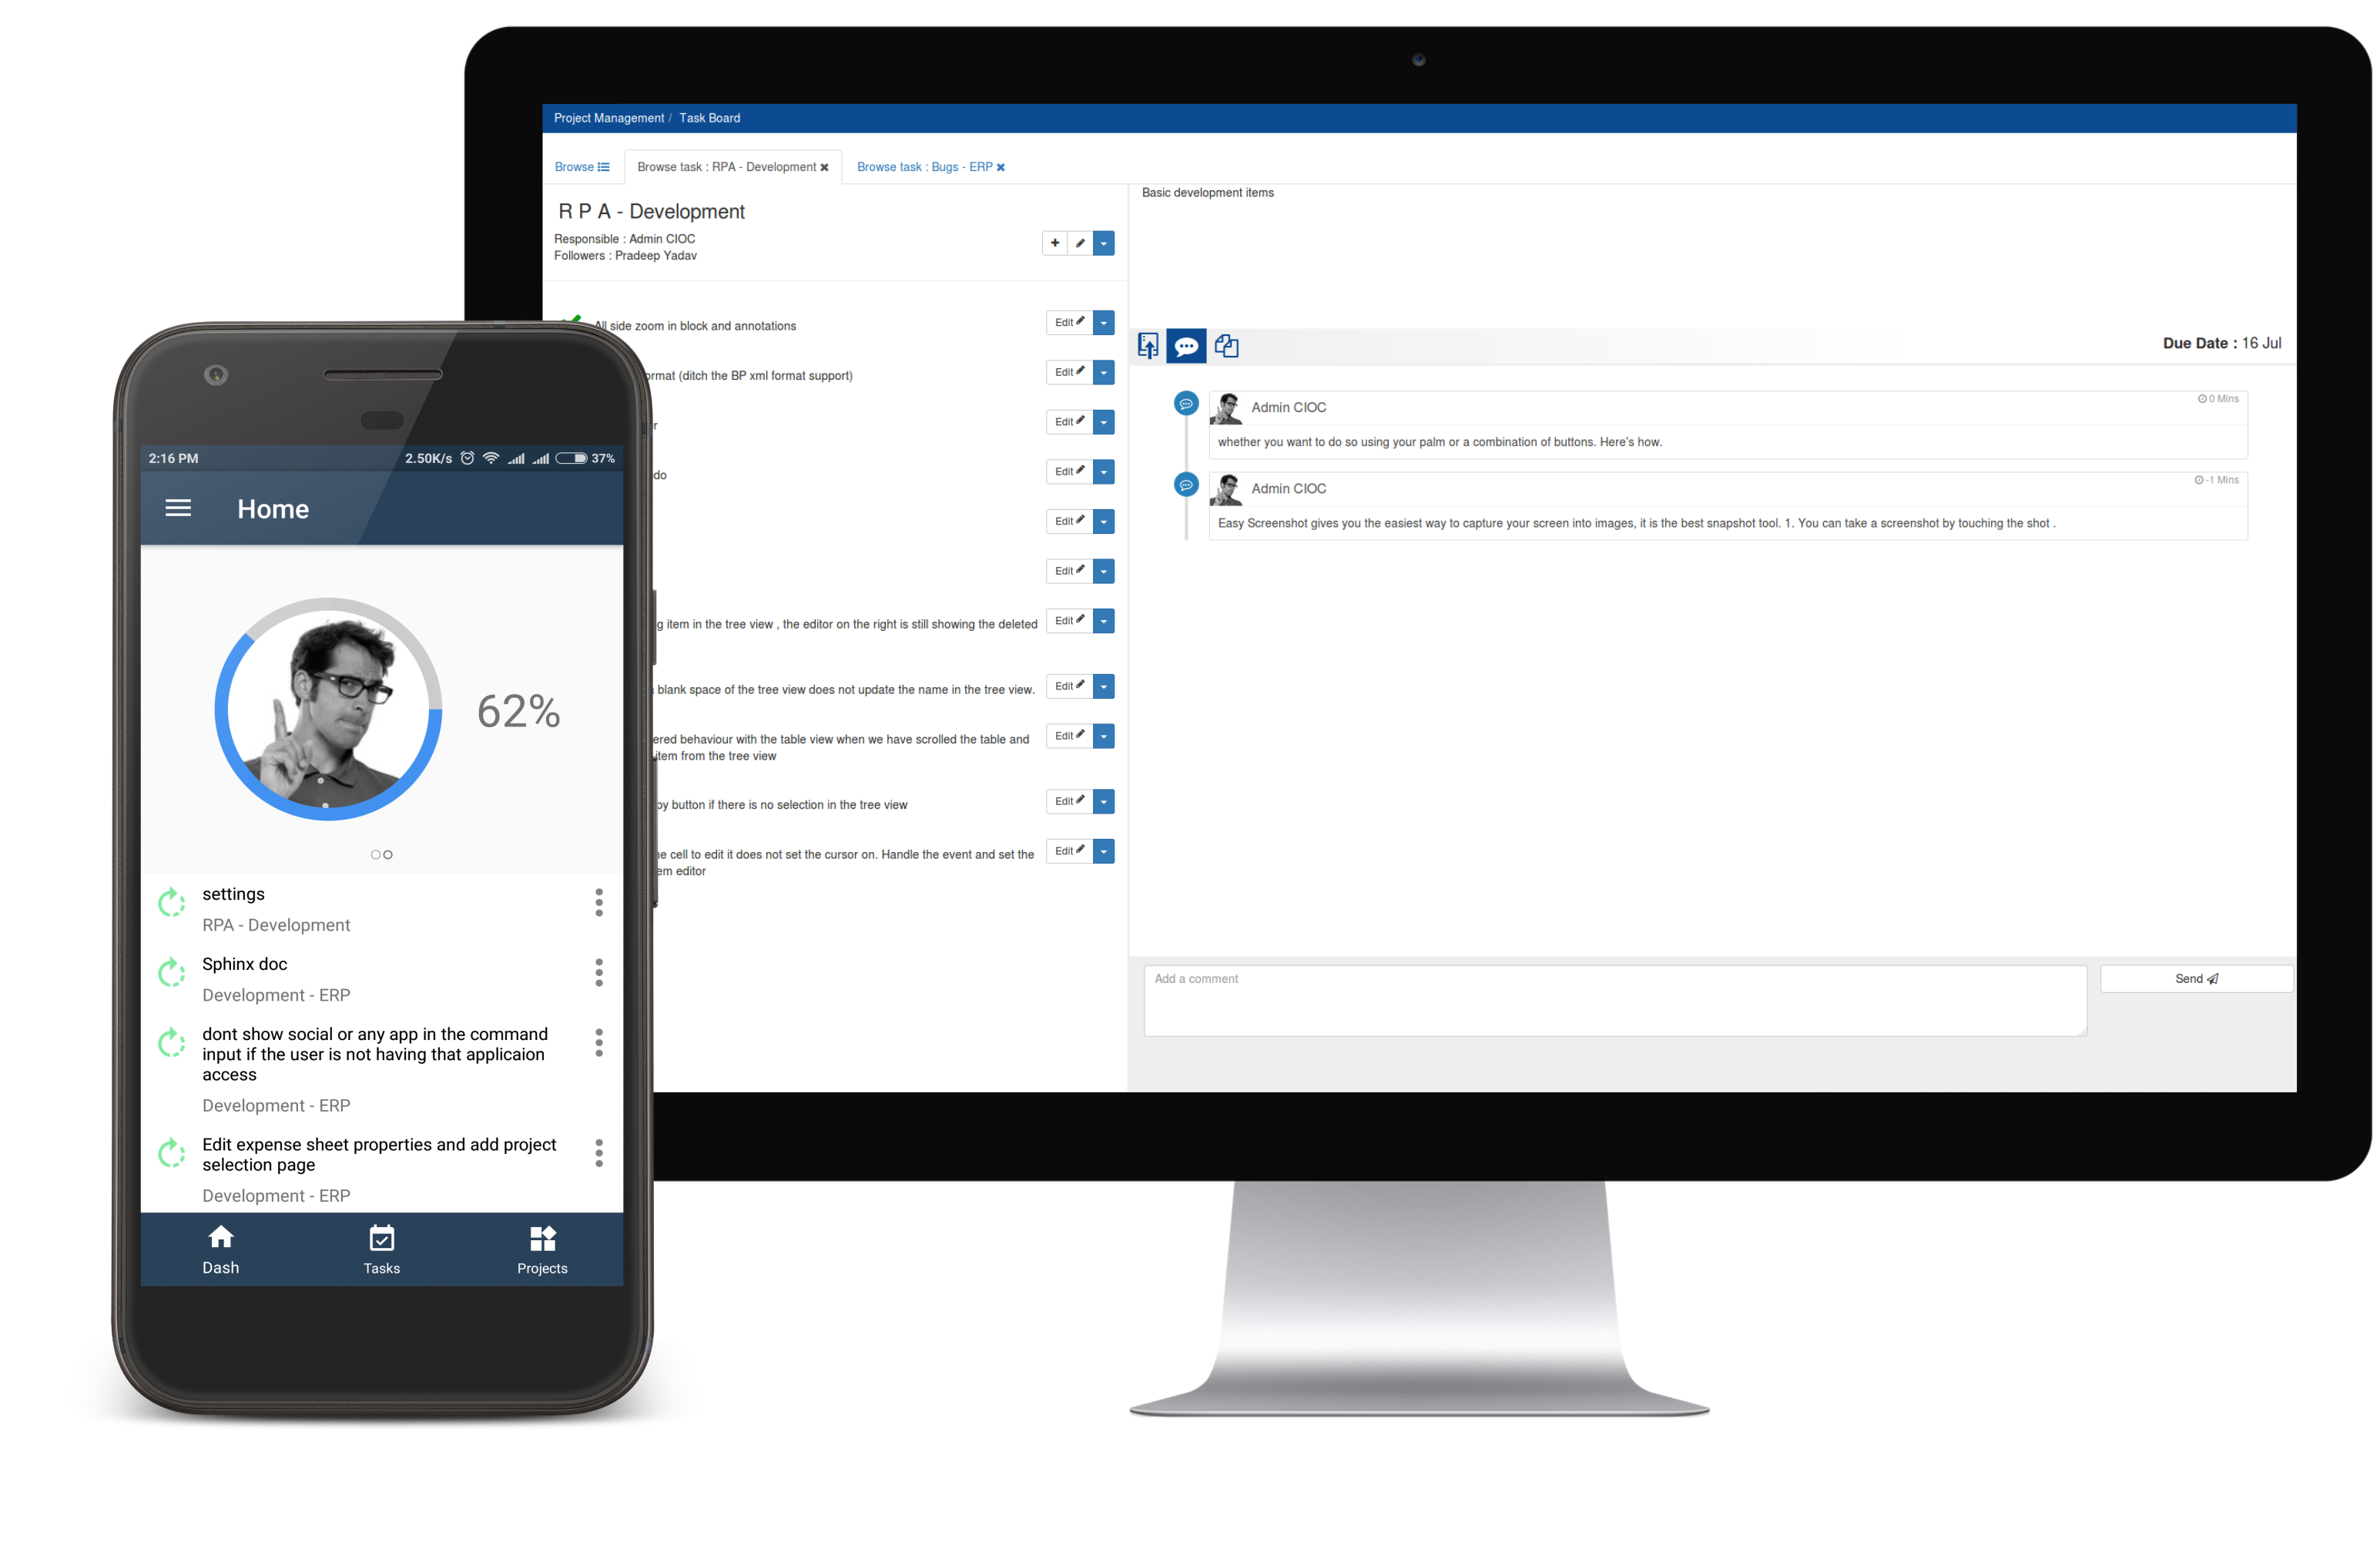 Project Management / Task Board
Browse
Browse task : RPA - Development
Browse task : Bugs - ERP
R P A - Development
Responsible : Admin CIOC
Followers : Pradeep Yadav
All side zoom in block and annotations
Edit
(ditch the BP xml format support)
Edit
Edit
Edit
Edit
Edit
item in the tree view , the editor on the right is still showing the deleted
Edit
blank space of the tree view does not update the name in the tree view.
Edit
behaviour with the table view when we have scrolled the table and
Edit
item from the tree view
button if there is no selection in the tree view
Edit
cell to edit it does not set the cursor on. Handle the event and set the
Edit
editor
Basic development items
Due Date : 16 Jul
Admin CIOC
0 Mins
whether you want to do so using your palm or a combination of buttons. Here's how.
Admin CIOC
-1 Mins
Easy Screenshot gives you the easiest way to capture your screen into images, it is the best snapshot tool. 1. You can take a screenshot by touching the shot .
Add a comment
Send
2:16 PM
2.50K/s
37%
Home
62%
settings
RPA - Development
Sphinx doc
Development - ERP
dont show social or any app in the command
input if the user is not having that applicaion
access
Development - ERP
Edit expense sheet properties and add project
selection page
Development - ERP
Dash
Tasks
Projects